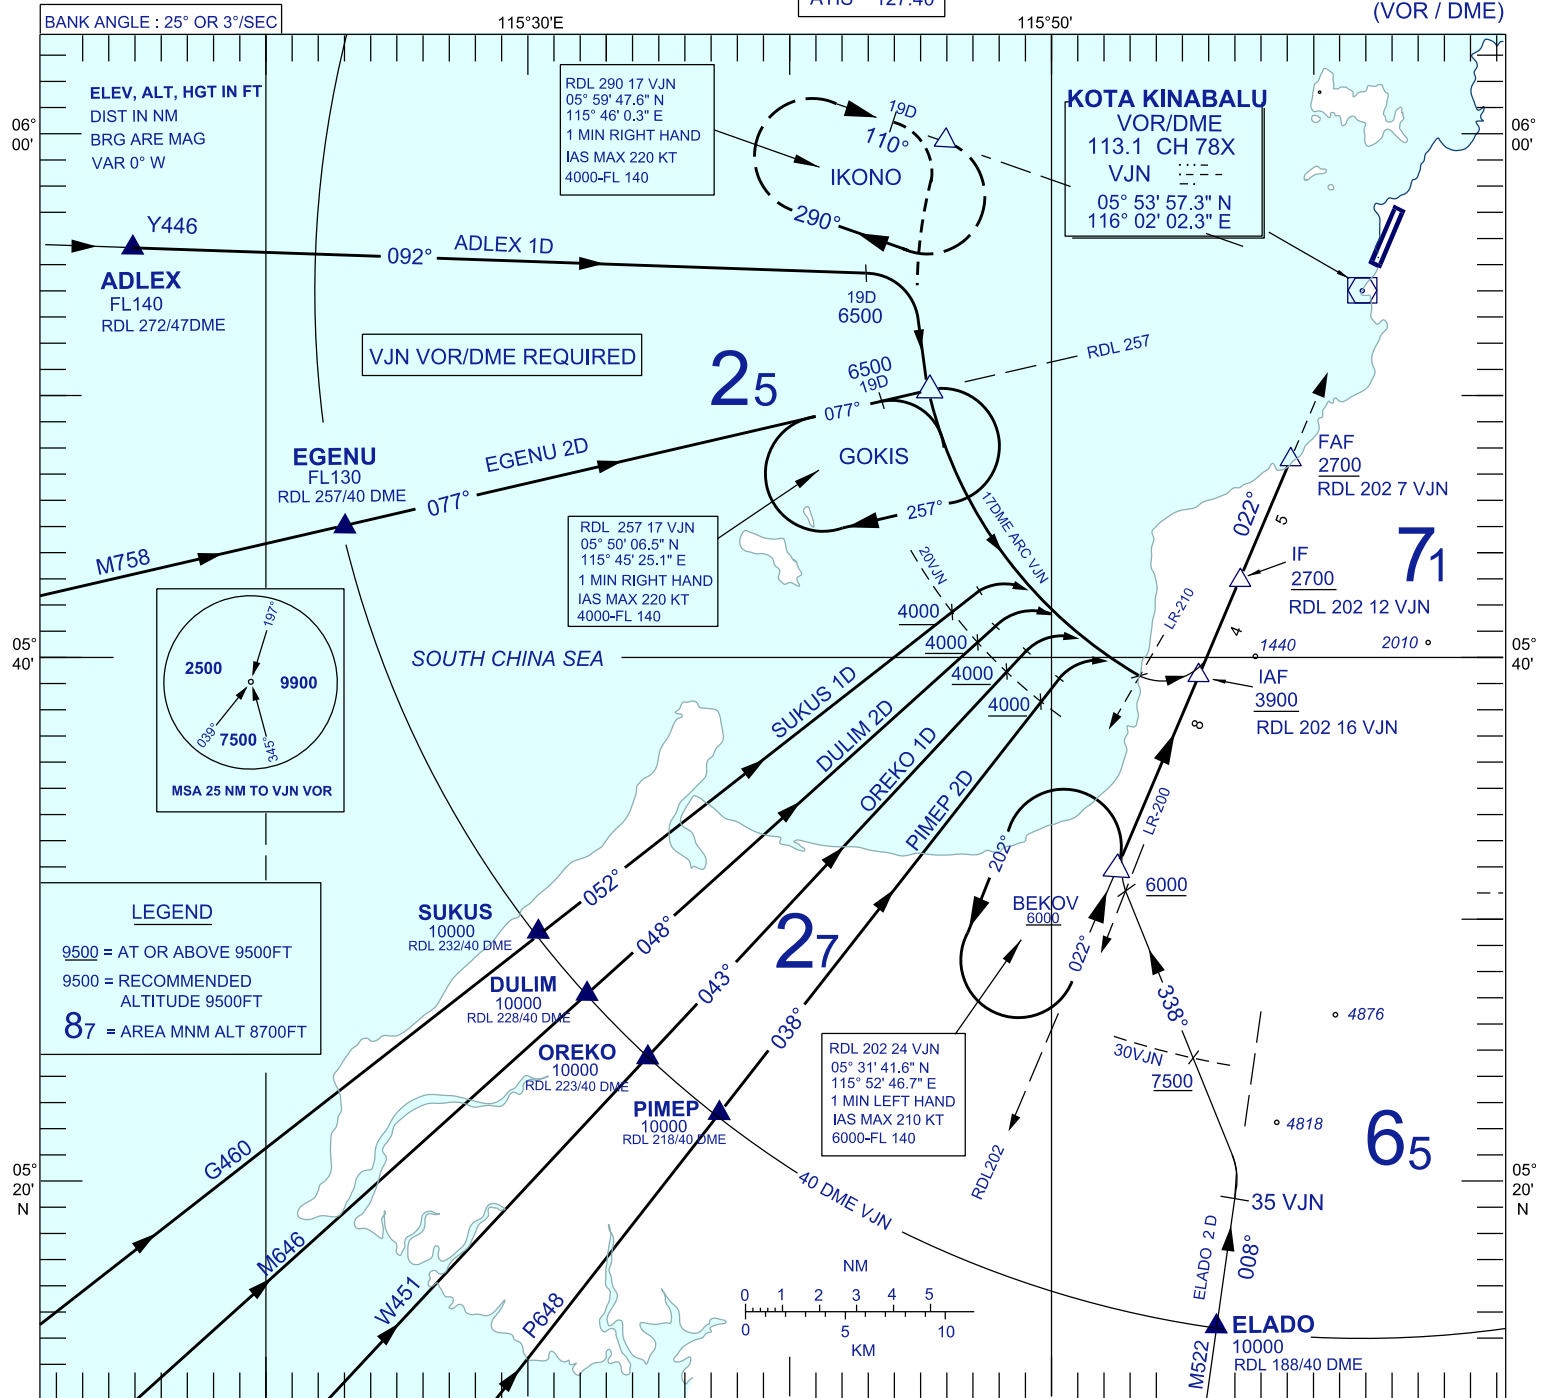 BANK ANGLE : 25° OR 3°/SEC
115°30'E
127.40
115°50'
(VOR / DME)
ELEV, ALT, HGT IN FT
DIST IN NM
BRG ARE MAG
VAR 0° W
06°
00'
RDL 290 17 VJN
05° 59' 47.6" N
115° 46' 0.3" E
1 MIN RIGHT HAND
IAS MAX 220 KT
4000-FL 140
19D
110°
IKONO
290°
KOTA KINABALU
VOR/DME
113.1 CH 78X
VJN
05° 53' 57.3" N
116° 02' 02.3" E
06°
00'
Y446
ADLEX 1D
092°
ADLEX
FL140
RDL 272/47DME
19D
6500
VJN VOR/DME REQUIRED
25
6500
19D
RDL 257
077°
EGENU 2D
GOKIS
EGENU
FL130
RDL 257/40 DME
077°
257°
M758
RDL 257 17 VJN
05° 50' 06.5" N
115° 45' 25.1" E
1 MIN RIGHT HAND
IAS MAX 220 KT
4000-FL 140
17DME ARC VJN
20VJN
FAF
2700
RDL 202 7 VJN
022°
5
71
IF
2700
RDL 202 12 VJN
LR-210
4
1440
2010
197°
2500
9900
7500
039°
345°
MSA 25 NM TO VJN VOR
05°
40'
SOUTH CHINA SEA
4000
4000
4000
4000
05°
40'
IAF
3900
RDL 202 16 VJN
8
SUKUS 1D
DULIM 2D
OREKO 1D
PIMEP 2D
LR-200
202°
BEKOV
6000
6000
022°
LEGEND
9500 = AT OR ABOVE 9500FT
9500 = RECOMMENDED
ALTITUDE 9500FT
87 = AREA MNM ALT 8700FT
SUKUS
10000
RDL 232/40 DME
052°
DULIM
10000
RDL 228/40 DME
048°
OREKO
10000
RDL 223/40 DME
043°
PIMEP
10000
RDL 218/40 DME
038°
27
338°
4876
30VJN
7500
RDL 202 24 VJN
05° 31' 41.6" N
115° 52' 46.7" E
1 MIN LEFT HAND
IAS MAX 210 KT
6000-FL 140
4818
65
RDL202
05°
20'
N
05°
20'
N
G460
M646
W451
P648
40 DME VJN
35 VJN
ELADO 2 D
008°
NM
0 1 2 3 4 5
0 5 10
KM
ELADO
10000
RDL 188/40 DME
M522